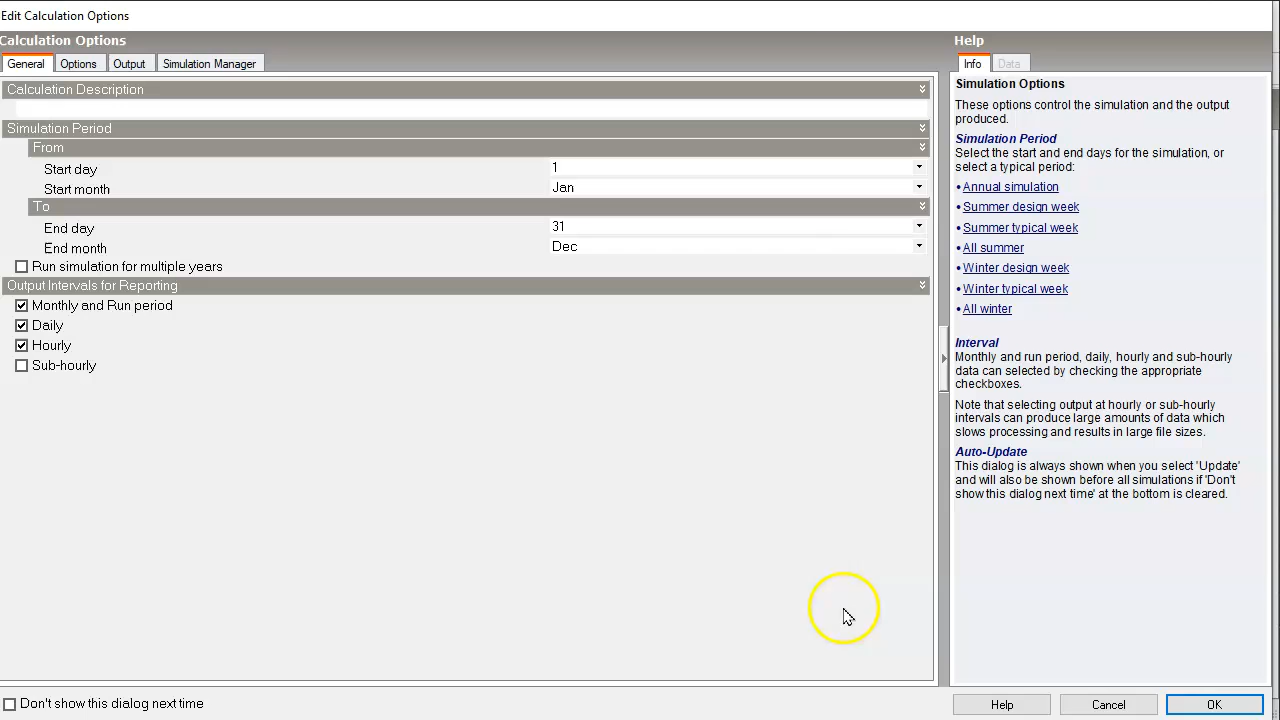 Edit Calculation Options
Calculation Options
General
Options
Output
Simulation Manager
Calculation Description
Simulation Period
From
Start day 1
Start month Jan
To
End day 31
End month Dec
Run simulation for multiple years
Output Intervals for Reporting
Monthly and Run period
Daily
Hourly
Sub-hourly
Don't show this dialog next time
Help
Info
Data
Simulation Options
These options control the simulation and the output
produced.
Simulation Period
Select the start and end days for the simulation, or
select a typical period:
• Annual simulation
• Summer design week
• Summer typical week
• All summer
• Winter design week
• Winter typical week
• All winter
Interval
Monthly and run period, daily, hourly and sub-hourly
data can selected by checking the appropriate
checkboxes.
Note that selecting output at hourly or sub-hourly
intervals can produce large amounts of data which
slows processing and results in large file sizes.
Auto-Update
This dialog is always shown when you select 'Update'
and will also be shown before all simulations if 'Don't
show this dialog next time' at the bottom is cleared.
Help
Cancel
OK